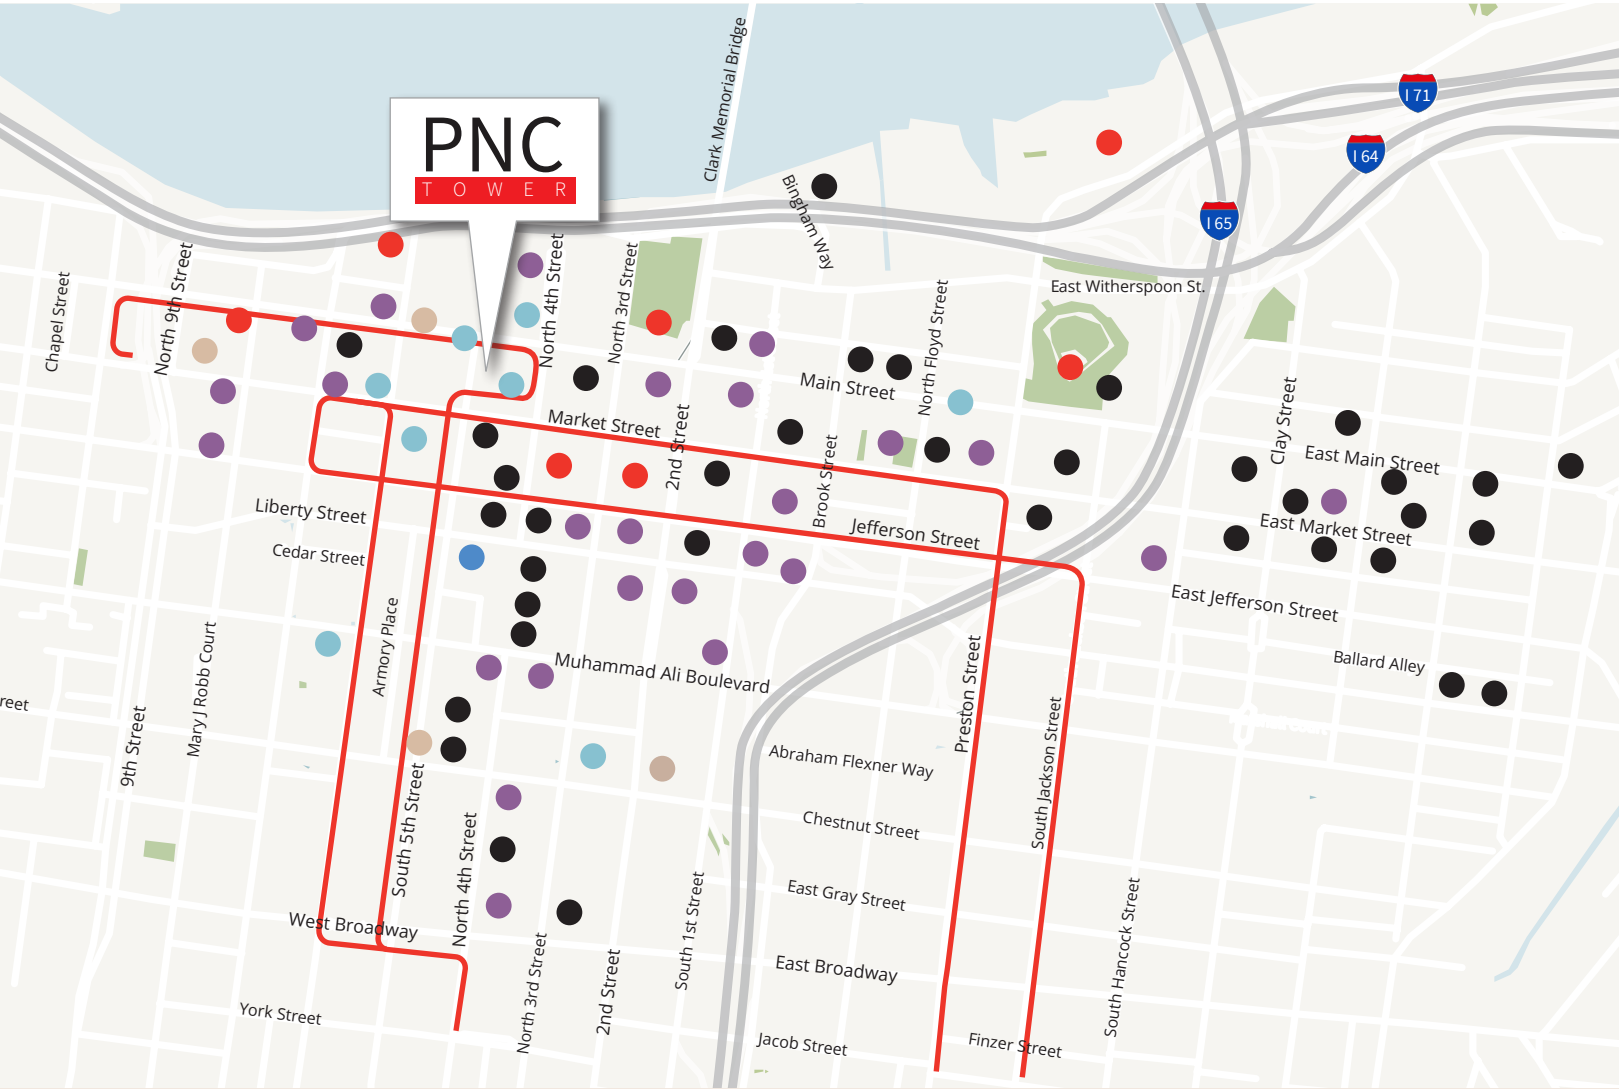 Clark Memorial Bridge
I 71
PNC
TOWER
I 64
Bingham Way
I 65
North 9th Street
North 4th Street
North 3rd Street
Chapel Street
East Witherspoon St.
North Floyd Street
Main Street
Clay Street
Market Street
2nd Street
Brook Street
East Main Street
Liberty Street
Jefferson Street
East Market Street
Cedar Street
East Jefferson Street
Armory Place
Mary J Robb Court
Muhammad Ali Boulevard
Preston Street
Ballard Alley
reet
9th Street
South Jackson Street
Abraham Flexner Way
South 5th Street
North 4th Street
Chestnut Street
South 1st Street
East Gray Street
South Hancock Street
West Broadway
North 3rd Street
2nd Street
East Broadway
York Street
Jacob Street
Finzer Street